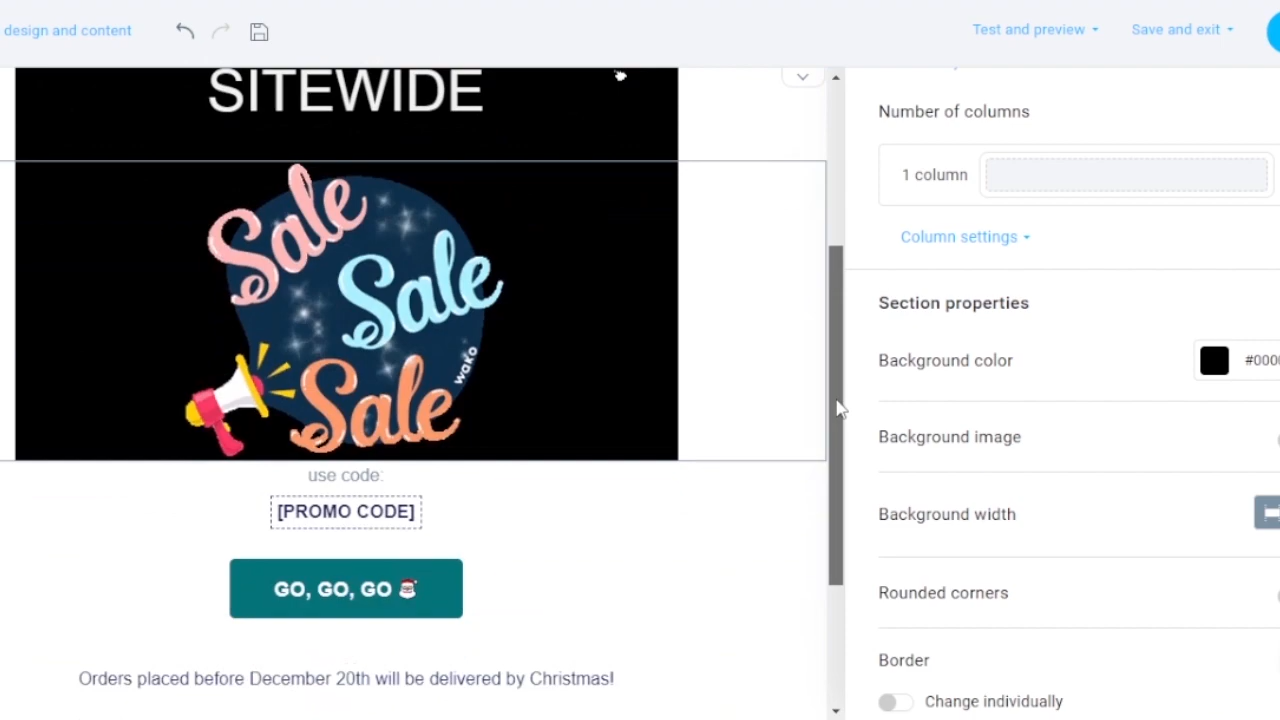 design and content
Test and preview
Save and exit
SITEWIDE
Sale
Sale
Sale
wako
use code:
[PROMO CODE]
GO, GO, GO 🎅
Orders placed before December 20th will be delivered by Christmas!
Number of columns
1 column
Column settings
Section properties
Background color
Background image
Background width
Rounded corners
Border
Change individually